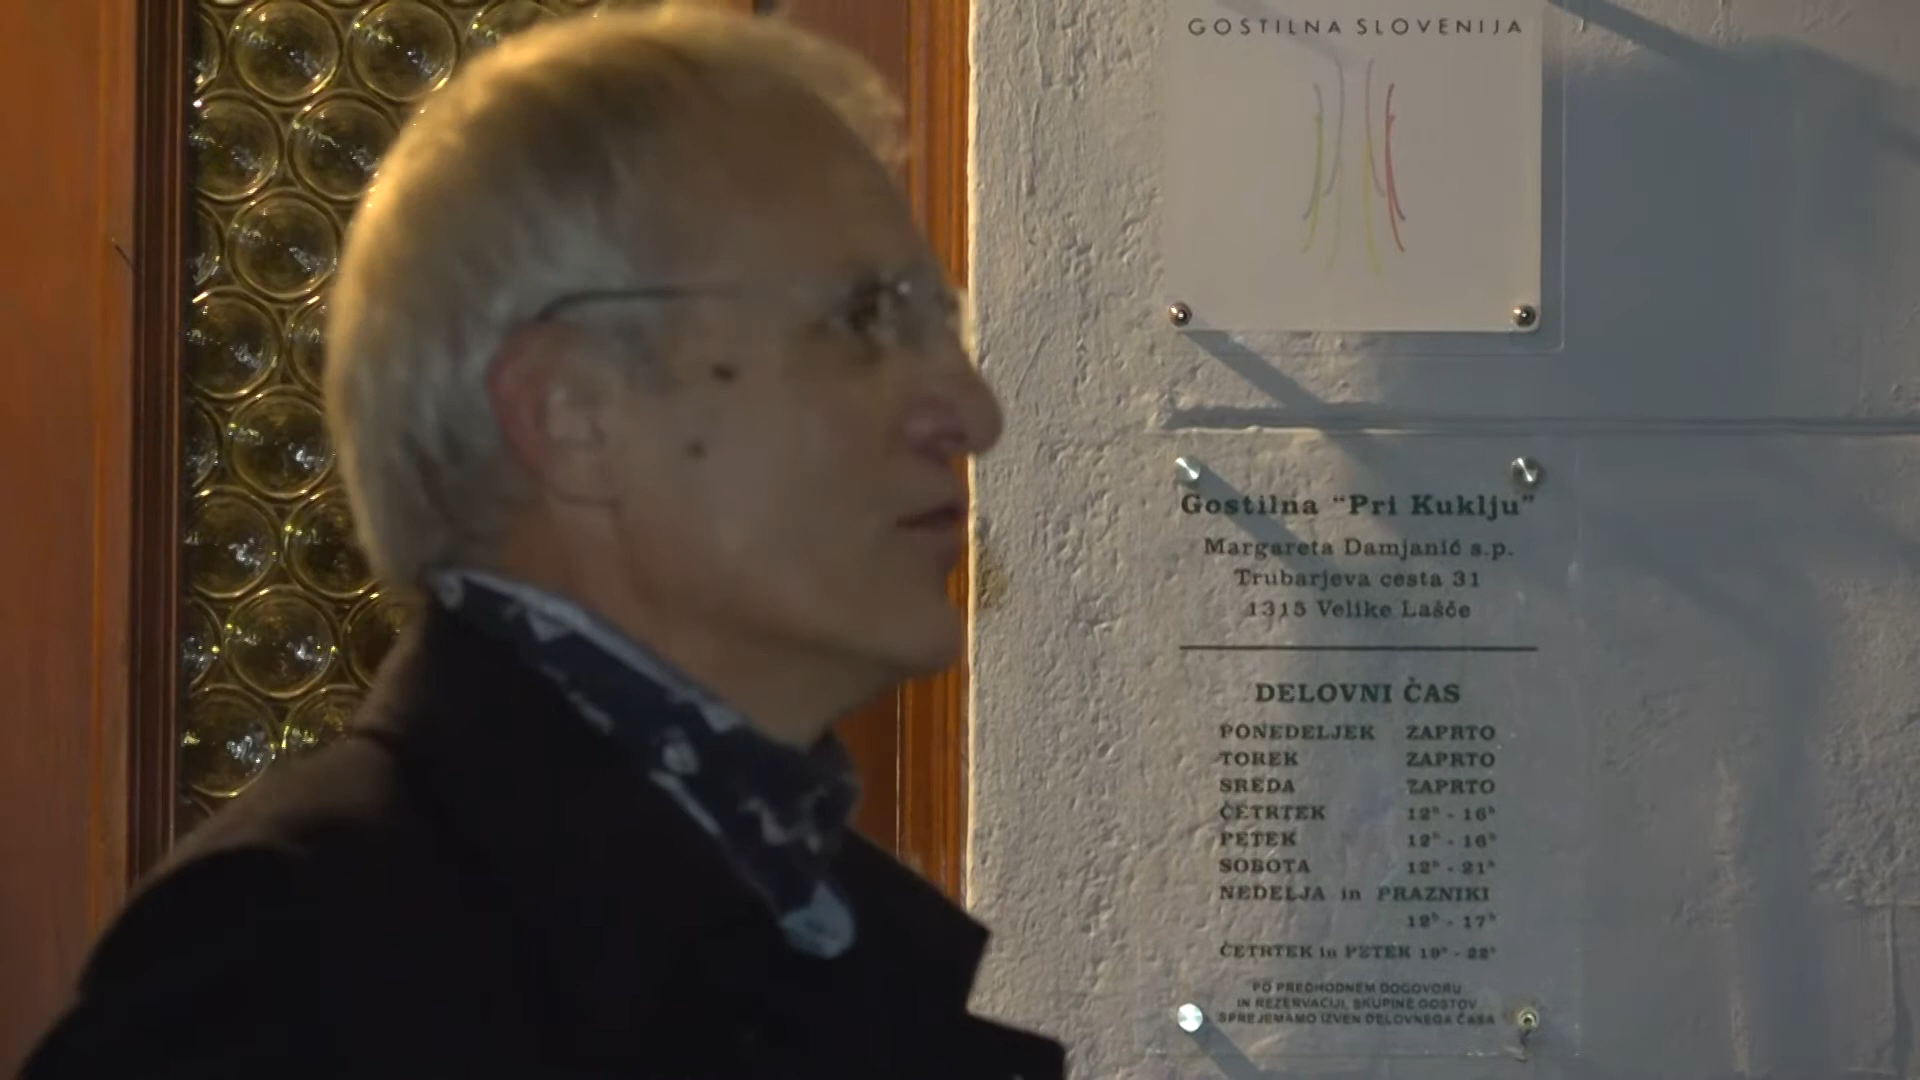 GOSTILNA SLOVENIJA
Gostilna “Pri Kuklju”
Margareta Damjanić s.p.
Trubarjeva cesta 31
1315 Velike Lašče
DELOVNI ČAS
PONEDELJEK ZAPRTO
TOREK ZAPRTO
SREDA ZAPRTO
ČETRTEK 12ʰ - 16ʰ
PETEK 12ʰ - 16ʰ
SOBOTA 12ʰ - 21ʰ
NEDELJA in PRAZNIKI
12ʰ - 17ʰ
ČETRTEK in PETEK 19ʰ - 22ʰ
PO PREDHODNEM DOGOVORU
IN REZERVACIJI, SKUPINE GOSTOV
SPREJEMAMO IZVEN DELOVNEGA ČASA